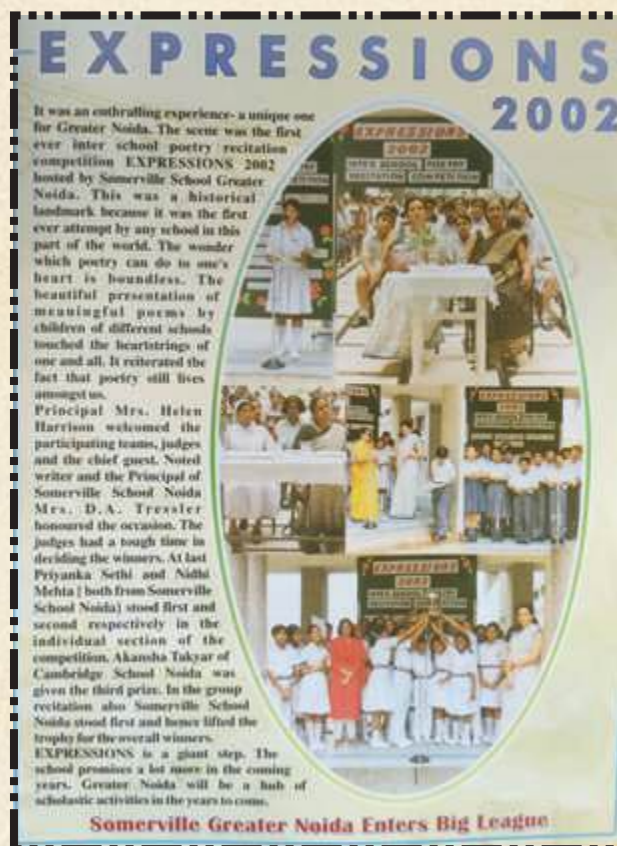 EXPRESSIONS
2002
It was an enthralling experience- a unique one
for Greater Noida. The scene was the first
ever inter school poetry recitation
competition EXPRESSIONS 2002
hosted by Somerville School Greater
Noida. This was a historical
landmark because it was the first
ever attempt by any school in this
part of the world. The wonder
which poetry can do to one's
heart is boundless. The
beautiful presentation of
meaningful poems by
children of different schools
touched the heartstrings of
one and all. It reiterated the
fact that poetry still lives
amongst us.
Principal Mrs. Helen
Harrison welcomed the
participating teams, judges
and the chief guest. Noted
writer and the Principal of
Somerville School Noida
Mrs. D.A. Tressler
honoured the occasion. The
judges had a tough time in
deciding the winners. At last
Priyanka Sethi and Nidhi
Mehta [ both from Somerville
School Noida] stood first and
second respectively in the
individual section of the
competition. Akansha Takyar of
Cambridge School Noida was
given the third prize. In the group
recitation also Somerville School
Noida stood first and hence lifted the
trophy for the overall winners.
EXPRESSIONS is a giant step. The
school promises a lot more in the coming
years. Greater Noida will be a hub of
scholastic activities in the years to come.
EXPRESSIONS
2002
INTER SCHOOL POETRY
RECITATION COMPETITION
EXPRESSIONS
2002
EXPRESSIONS
2002
INTER SCHOOL
RECITATION COMPETITION
Somerville Greater Noida Enters Big League